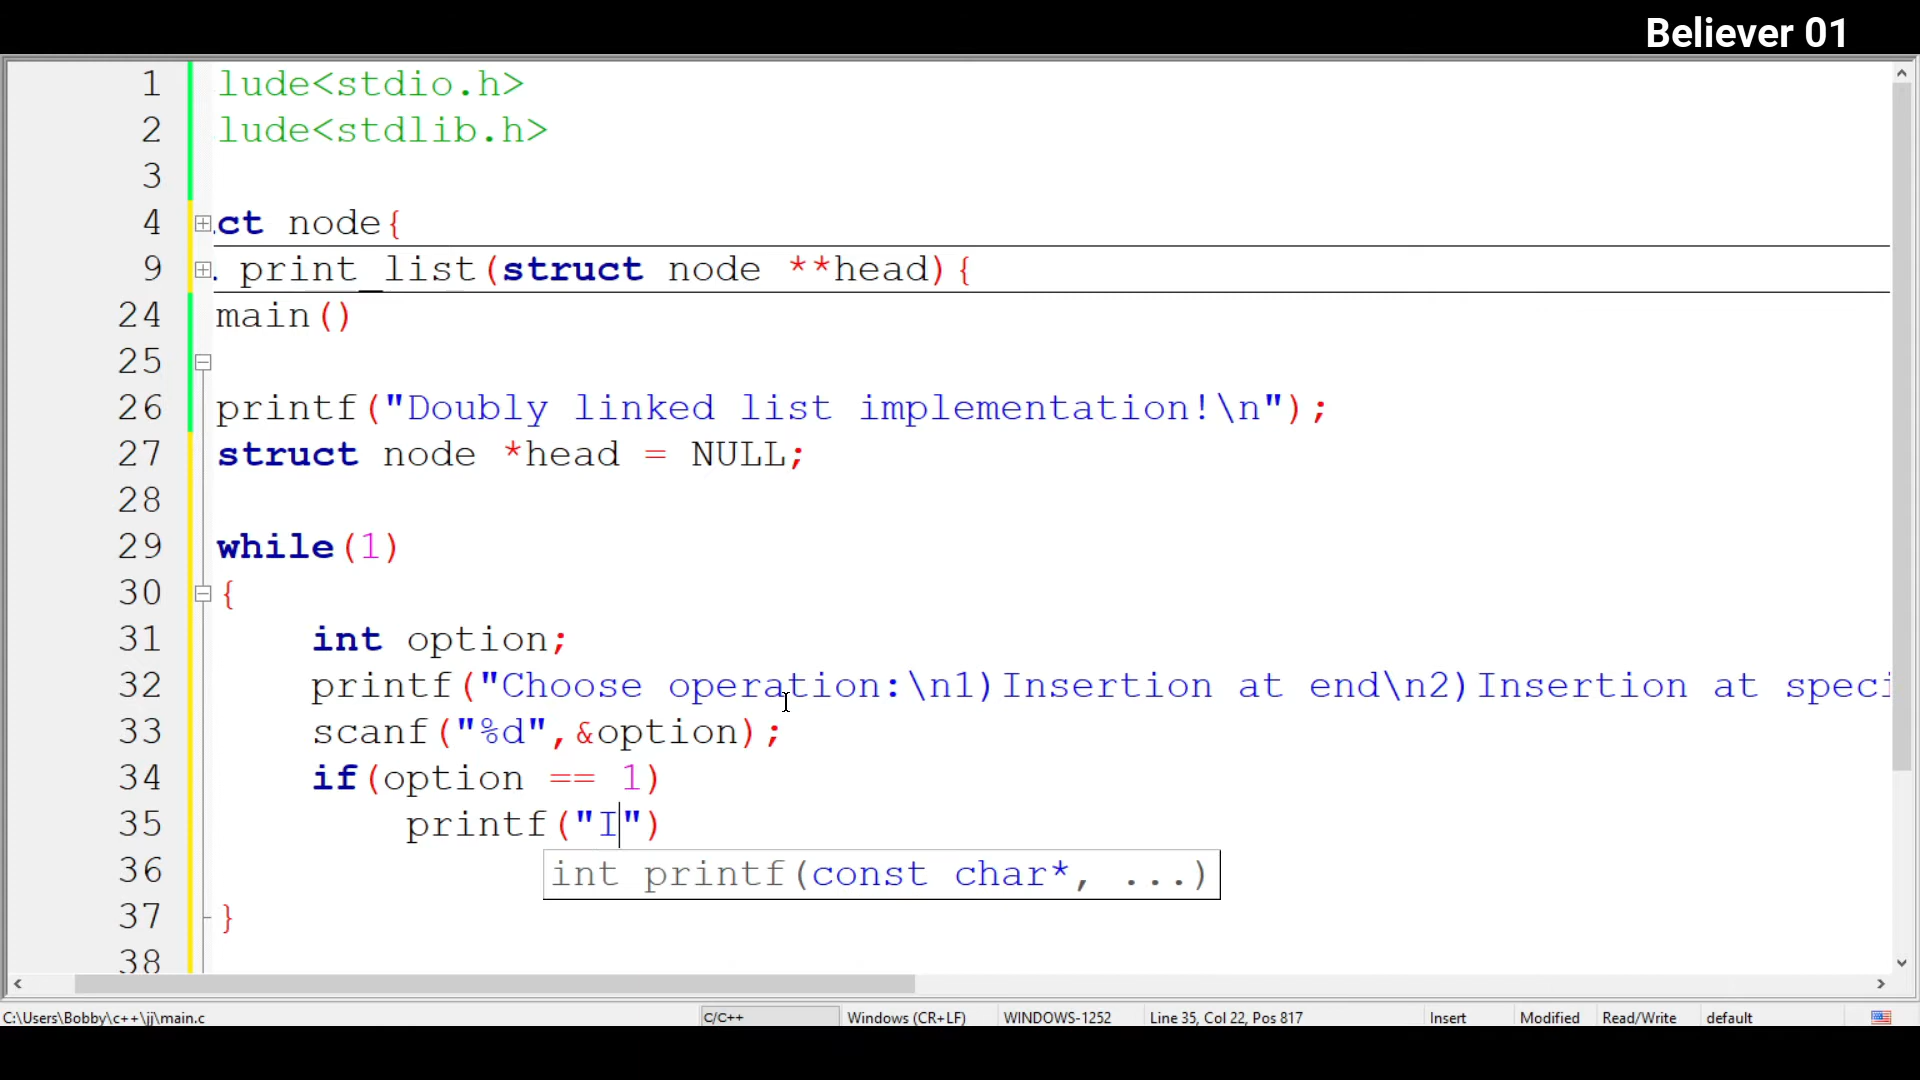 Believer 01
1 lude<stdio.h>
2 lude<stdlib.h>
3
4 ct node{
9 . print_list(struct node **head){
24 main()
25
26 printf("Doubly linked list implementation!\n");
27 struct node *head = NULL;
28
29 while(1)
30 {
31 int option;
32 printf("Choose operation:\n1)Insertion at end\n2)Insertion at speci
33 scanf("%d",&option);
34 if(option == 1)
35 printf("I")
36 int printf(const char*, ...)
37 }
38
C:\Users\Bobby\c++\jj\main.c C/C++ Windows (CR+LF) WINDOWS-1252 Line 35, Col 22, Pos 817 Insert Modified Read/Write default